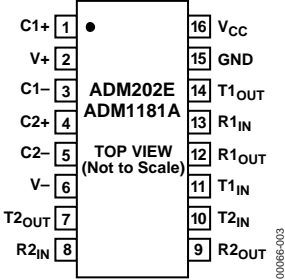 C1+ 1 16 VCC
V+ 2 15 GND
C1– 3 ADM202E 14 T1OUT
ADM1181A
C2+ 4 13 R1IN
C2– 5 TOP VIEW 12 R1OUT
(Not to Scale)
V– 6 11 T1IN
T2OUT 7 10 T2IN
R2IN 8 9 R2OUT
00066-003